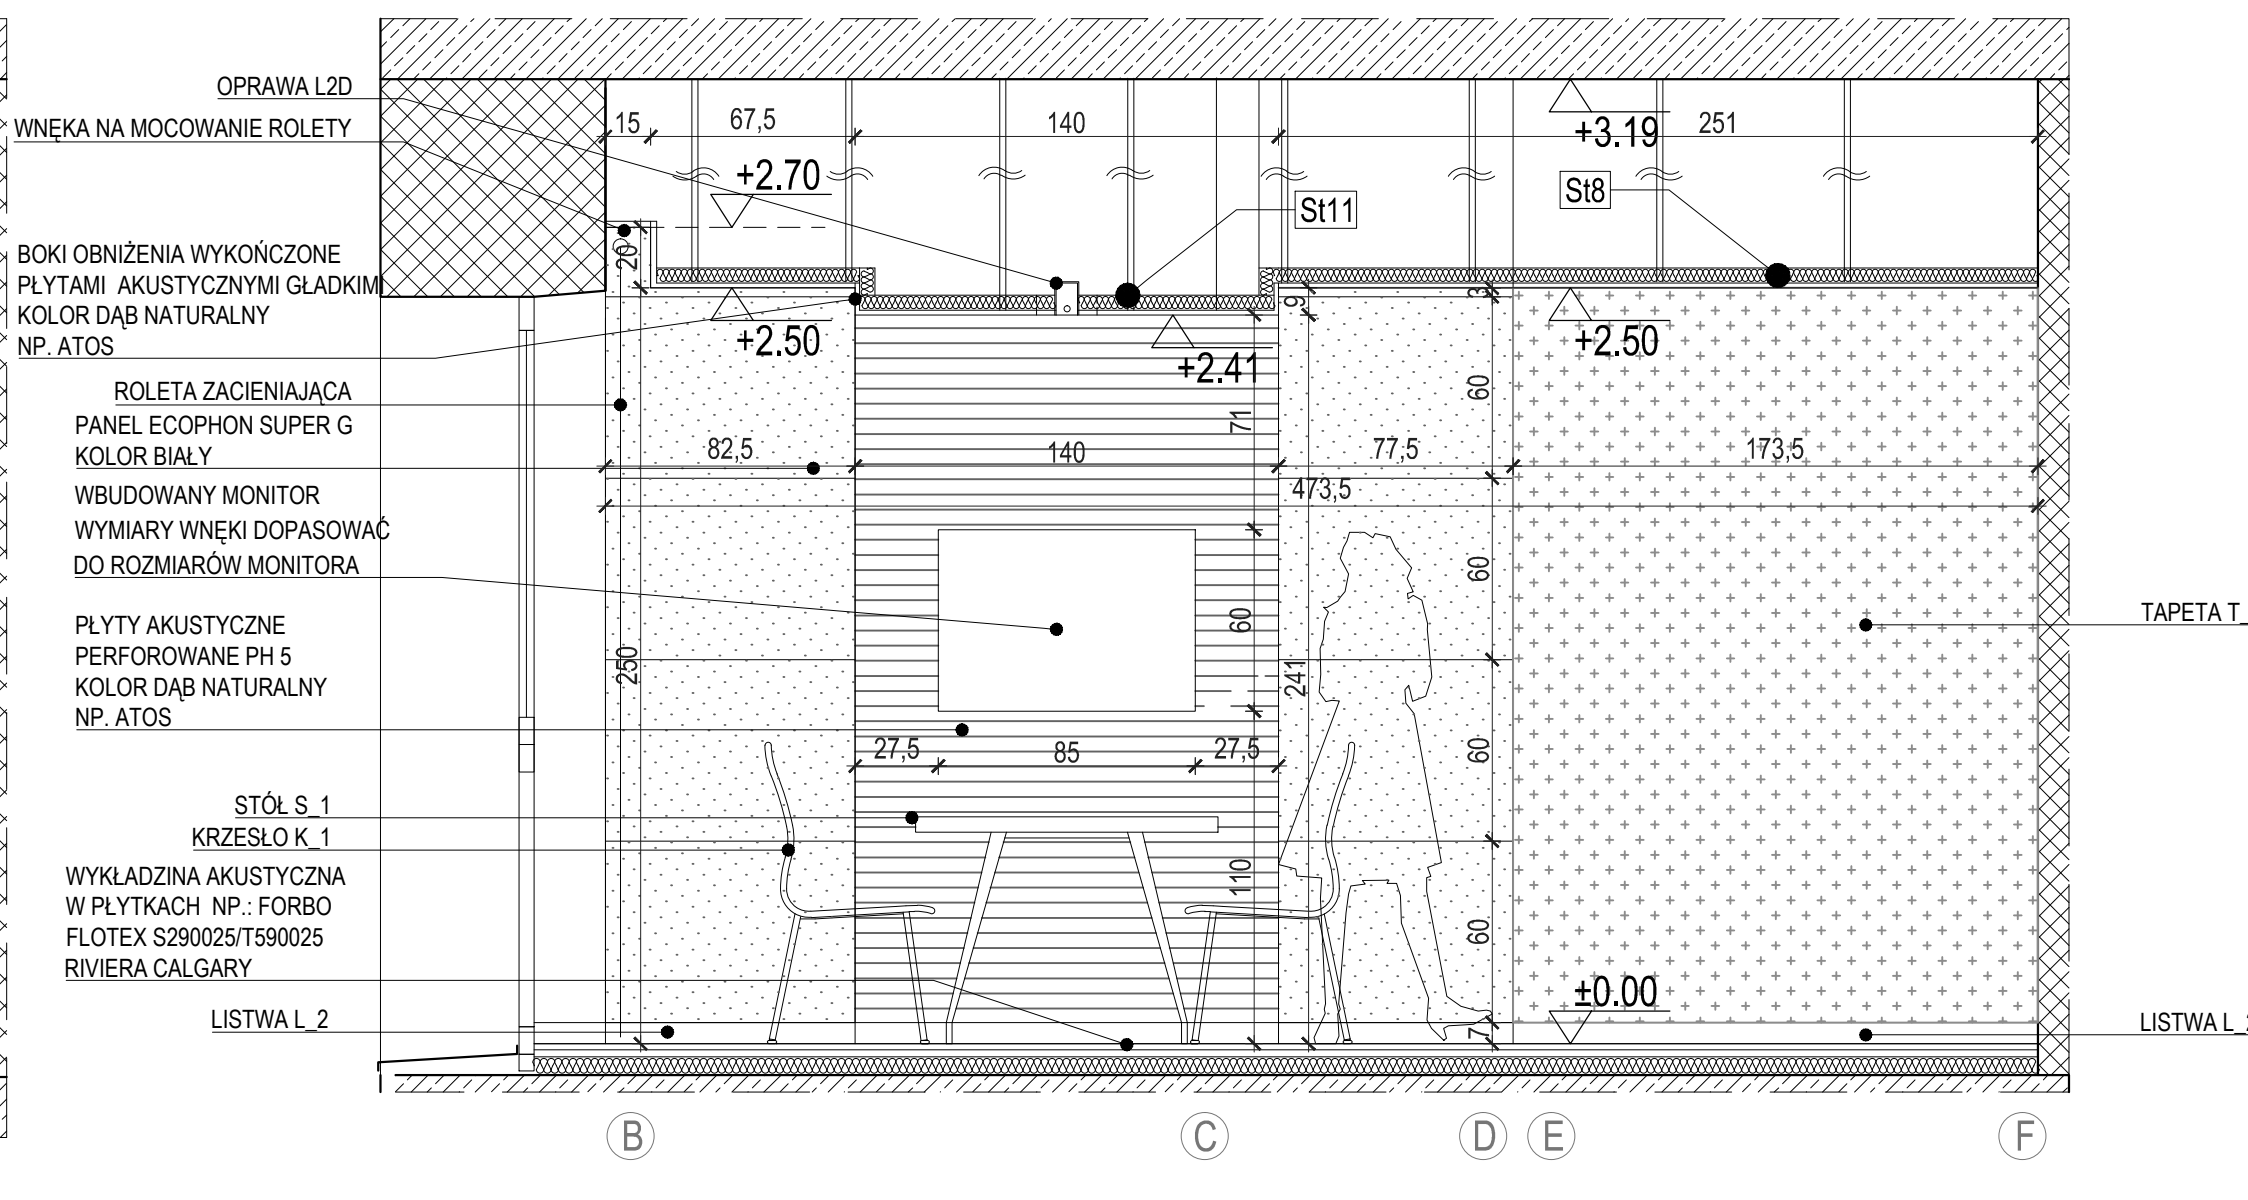 OPRAWA L2D
WNĘKA NA MOCOWANIE ROLETY
BOKI OBNIŻENIA WYKOŃCZONE
PŁYTAMI AKUSTYCZNYMI GŁADKIMI
KOLOR DĄB NATURALNY
NP. ATOS
ROLETA ZACIENIAJĄCA
PANEL ECOPHON SUPER G
KOLOR BIAŁY
WBUDOWANY MONITOR
WYMIARY WNĘKI DOPASOWAĆ
DO ROZMIARÓW MONITORA
PŁYTY AKUSTYCZNE
PERFOROWANE PH 5
KOLOR DĄB NATURALNY
NP. ATOS
STÓŁ S_1
KRZESŁO K_1
WYKŁADZINA AKUSTYCZNA
W PŁYTKACH NP.: FORBO
FLOTEX S290025/T590025
RIVIERA CALGARY
LISTWA L_2
15
67,5
140
251
+3.19
+2.70
St11
St8
20
+2.50
+2.41
+2.50
9
3
71
60
82,5
140
77,5
173,5
473,5
60
60
250
241
27,5
85
27,5
60
110
60
±0.00
7
TAPETA T_
LISTWA L_2
B
C
D
E
F